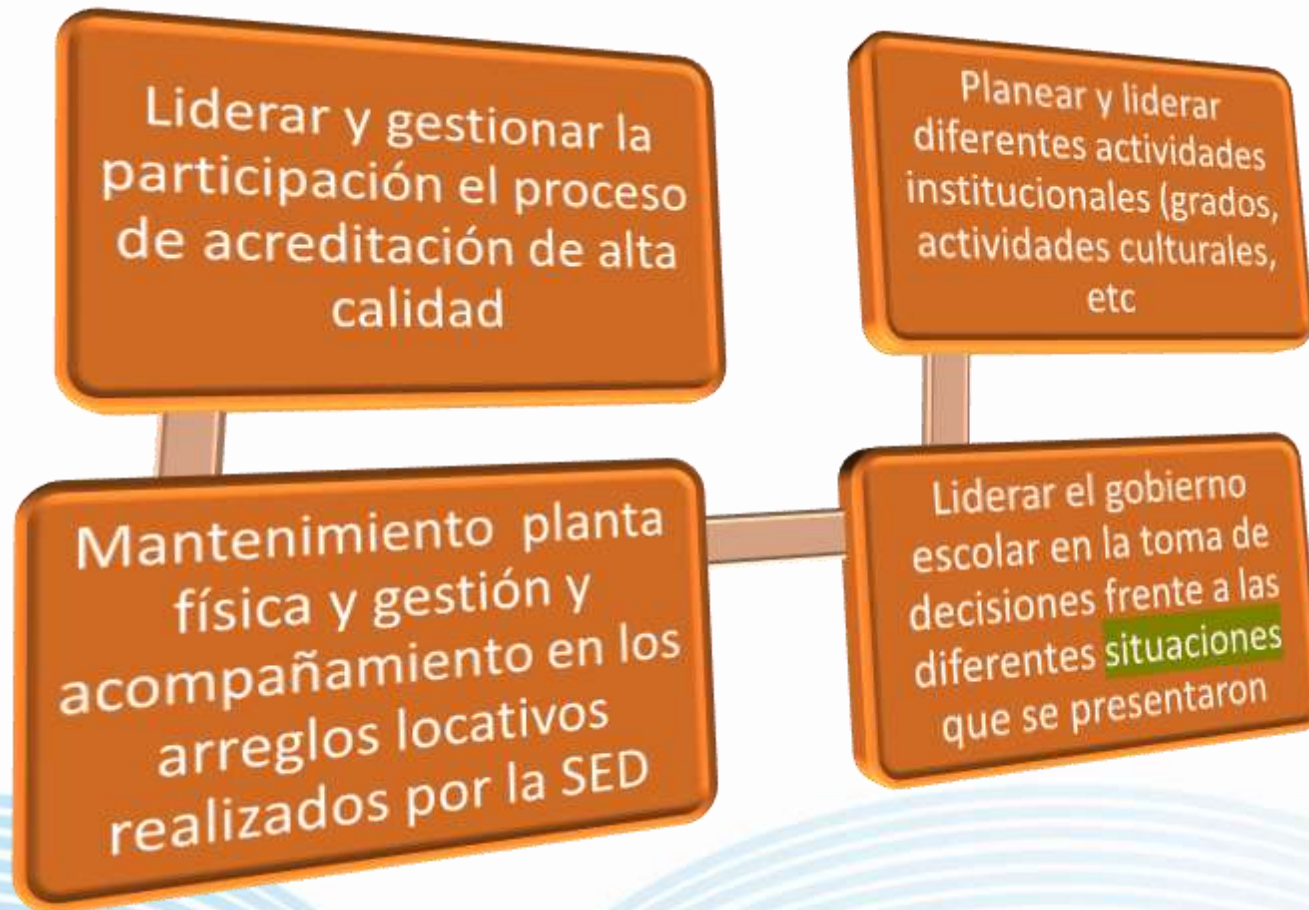 Liderar y gestionar la
participación el proceso
de acreditación de alta
calidad
Mantenimiento planta
física y gestión y
acompañamiento en los
arreglos locativos
realizados por la SED
Liderar el gobierno
escolar en la toma de
decisiones frente a las
diferentes situaciones
que se presentaron
Planear y liderar
diferentes actividades
institucionales (grados,
actividades culturales,
etc